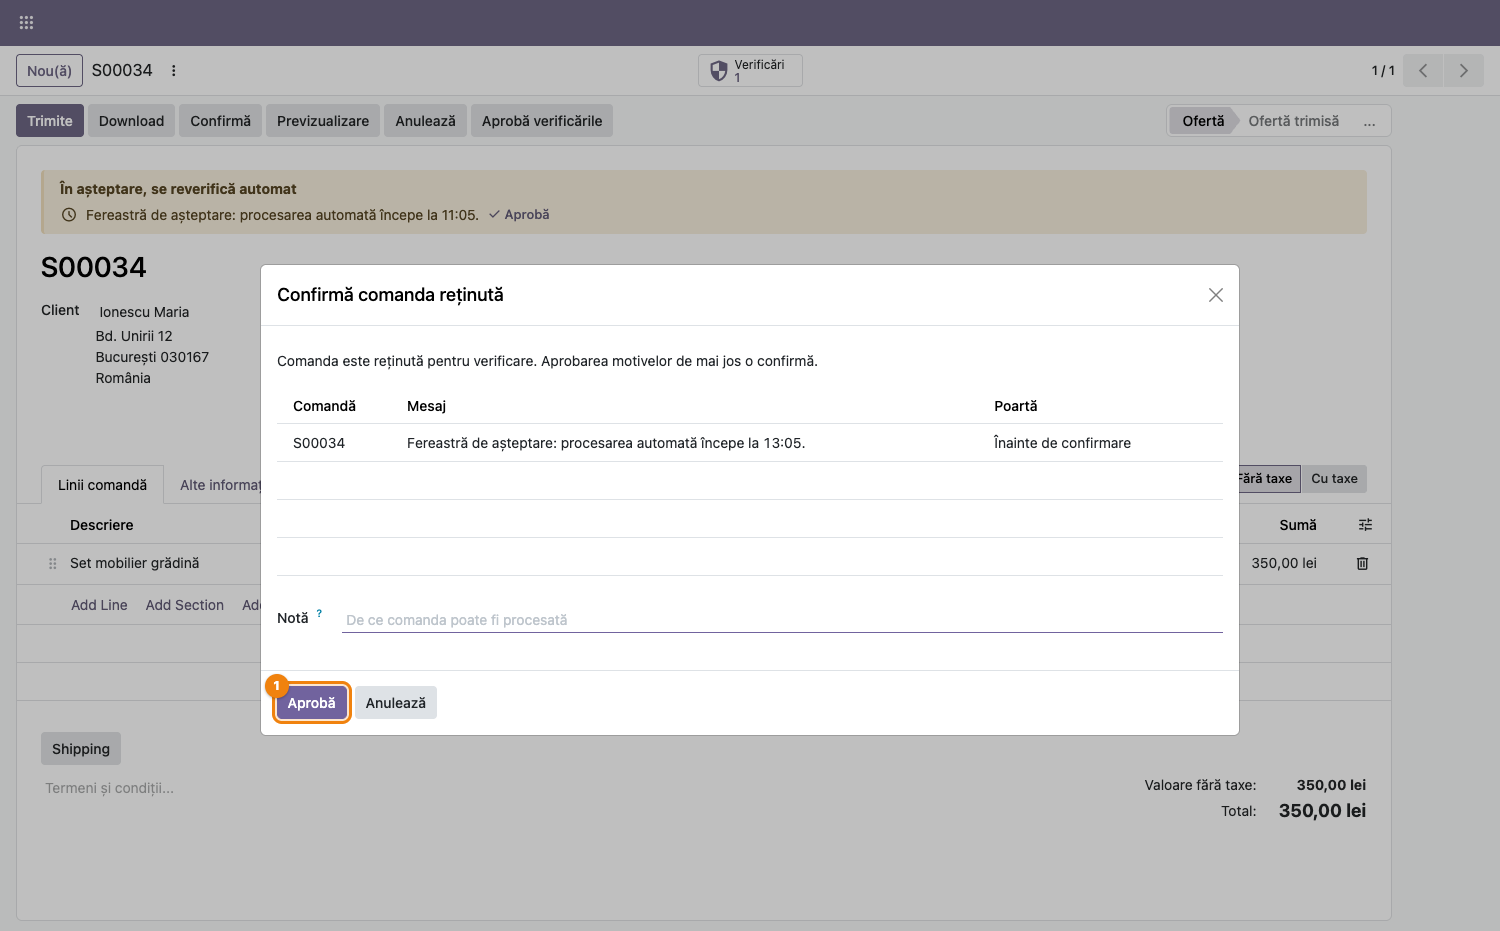 Nou(ă)
S00034
Verificări
1
1 / 1
Trimite
Download
Confirmă
Previzualizare
Anulează
Aprobă verificările
Ofertă
Ofertă trimisă
...
În așteptare, se reverifică automat
Fereastră de așteptare: procesarea automată începe la 11:05.
Aprobă
S00034
Client
Ionescu Maria
Bd. Unirii 12
București 030167
România
Confirmă comanda reținută
Comanda este reținută pentru verificare. Aprobarea motivelor de mai jos o confirmă.
Comandă
Mesaj
Poartă
S00034
Fereastră de așteptare: procesarea automată începe la 13:05.
Înainte de confirmare
Notă
?
De ce comanda poate fi procesată
1
Aprobă
Anulează
Linii comandă
Alte informaț
Fără taxe
Cu taxe
Descriere
Sumă
Set mobilier grădină
350,00 lei
Add Line
Add Section
Shipping
Termeni și condiții...
Valoare fără taxe:
350,00 lei
Total:
350,00 lei